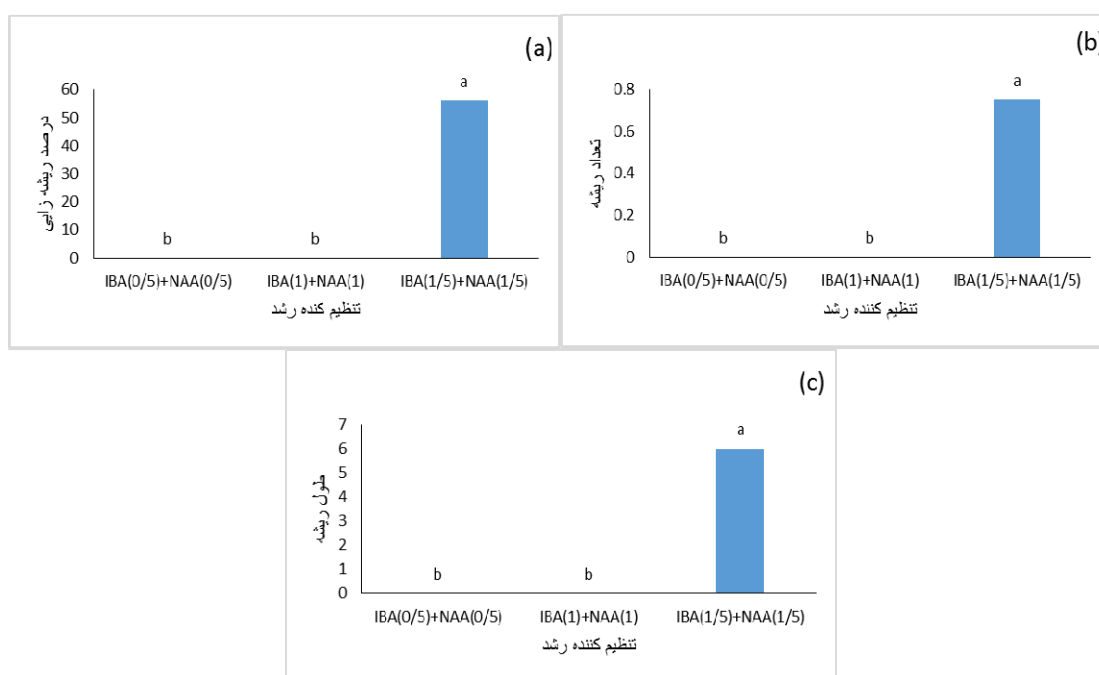 (a)
a
60
50
40
30
20
10
0
درصد ریشه زایی
b
b
IBA(0/5)+NAA(0/5)
IBA(1)+NAA(1)
IBA(1/5)+NAA(1/5)
تنظیم کنده رشد
(b)
a
0.8
0.6
0.4
0.2
0
تعداد ریشه
b
b
IBA(0/5)+NAA(0/5)
IBA(1)+NAA(1)
IBA(1/5)+NAA(1/5)
تنظیم کننده رشد
(c)
a
7
6
5
4
3
2
1
0
طول ریشه
b
b
IBA(0/5)+NAA(0/5)
IBA(1)+NAA(1)
IBA(1/5)+NAA(1/5)
تنظیم کننده رشد